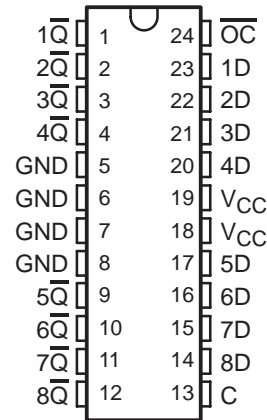 1Q̅ 1 24 O̅C̅
2Q̅ 2 23 1D
3Q̅ 3 22 2D
4Q̅ 4 21 3D
GND 5 20 4D
GND 6 19 VCC
GND 7 18 VCC
GND 8 17 5D
5Q̅ 9 16 6D
6Q̅ 10 15 7D
7Q̅ 11 14 8D
8Q̅ 12 13 C